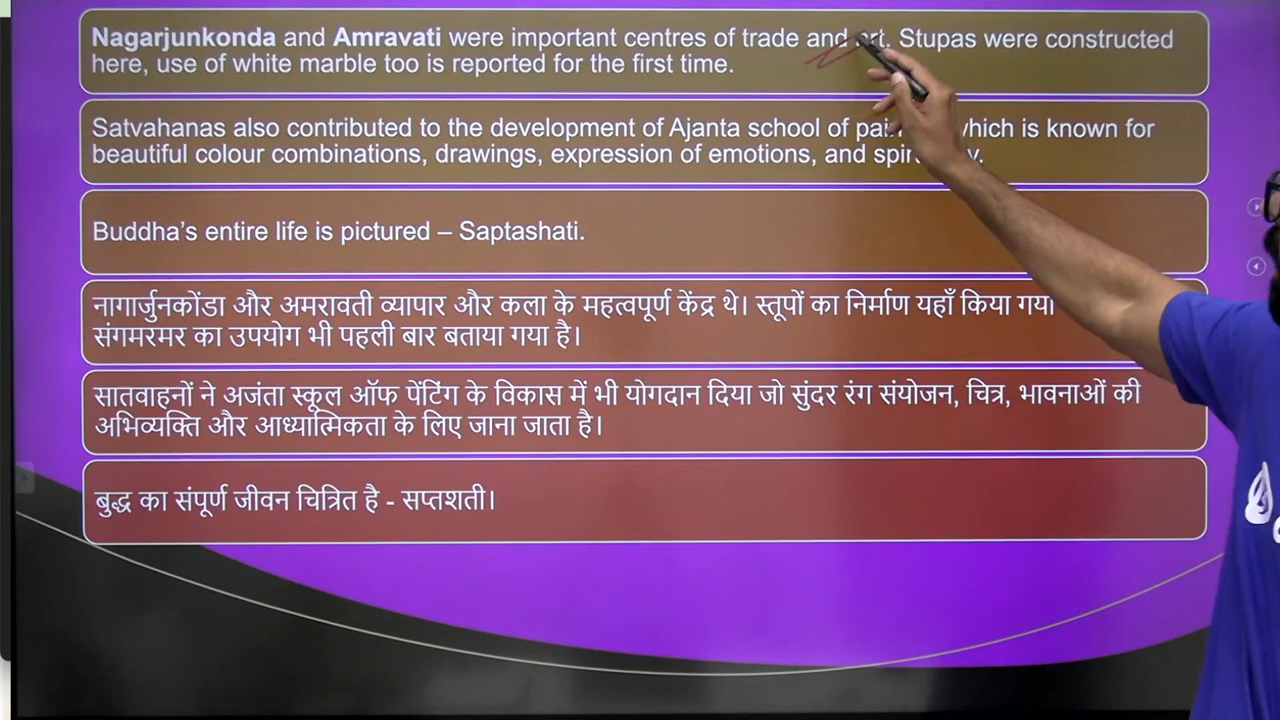 Nagarjunkonda and Amravati were important centres of trade and art. Stupas were constructed
here, use of white marble too is reported for the first time.
Satvahanas also contributed to the development of Ajanta school of which is known for
beautiful colour combinations, drawings, expression of emotions, and
Buddha's entire life is pictured – Saptashati.
नागार्जुनकोंडा और अमरावती व्यापार और कला के महत्वपूर्ण केंद्र थे। स्तूपों का निर्माण यहाँ किया गया
संगमरमर का उपयोग भी पहली बार बताया गया है।
सातवाहनों ने अजंता स्कूल ऑफ पेंटिंग के विकास में भी योगदान दिया जो सुंदर रंग संयोजन, चित्र, भावनाओं की
अभिव्यक्ति और आध्यात्मिकता के लिए जाना जाता है।
बुद्ध का संपूर्ण जीवन चित्रित है - सप्तशती।